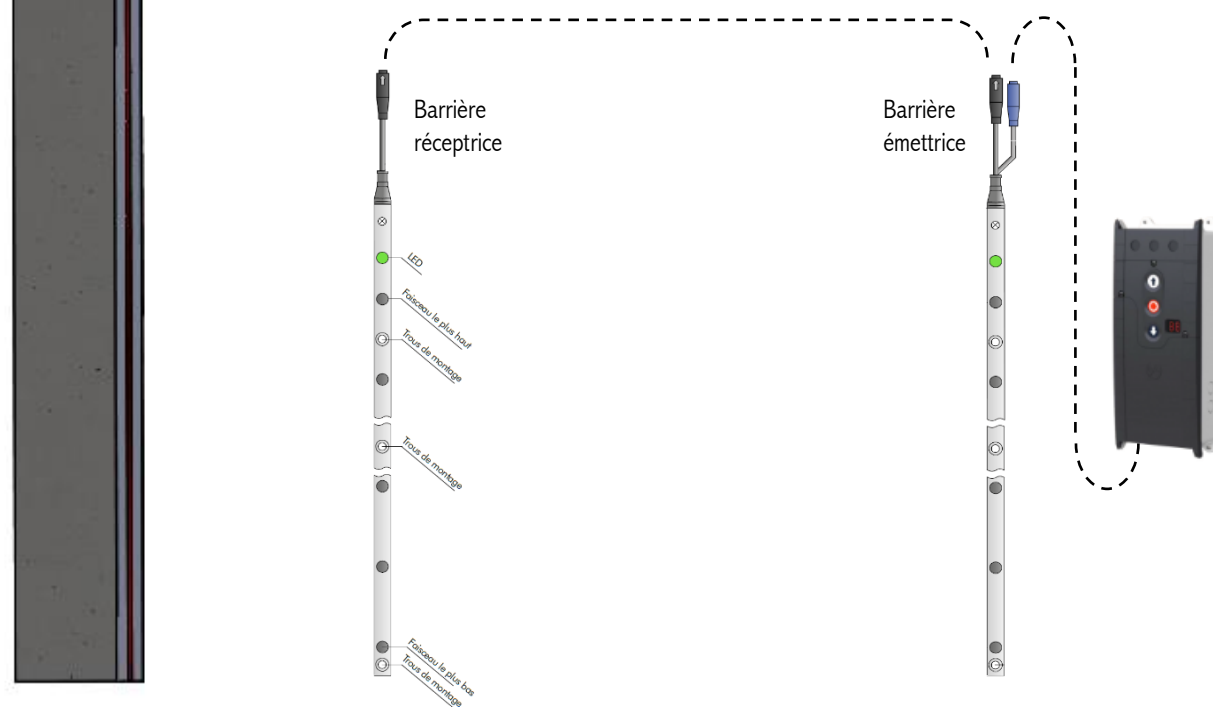 Barrière
réceptrice
Barrière
émettrice
LED
Faisceau le plus haut
Trous de montage
Trous de montage
Faisceau le plus bas
Trous de montage